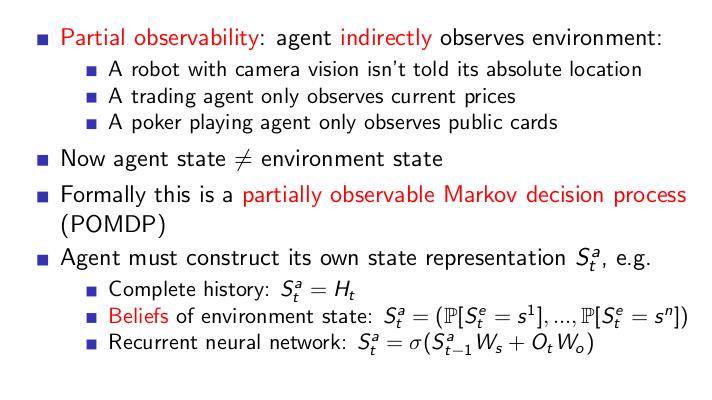 Partial observability: agent indirectly observes environment:
A robot with camera vision isn't told its absolute location
A trading agent only observes current prices
A poker playing agent only observes public cards
Now agent state ≠ environment state
Formally this is a partially observable Markov decision process
(POMDP)
Agent must construct its own state representation $S_t^a$, e.g.
Complete history: $S_t^a = H_t$
Beliefs of environment state: $S_t^a = (\mathbb{P}[S_t^e = s^1], ..., \mathbb{P}[S_t^e = s^n])$
Recurrent neural network: $S_t^a = \sigma(S_{t-1}^a W_s + O_t W_o)$